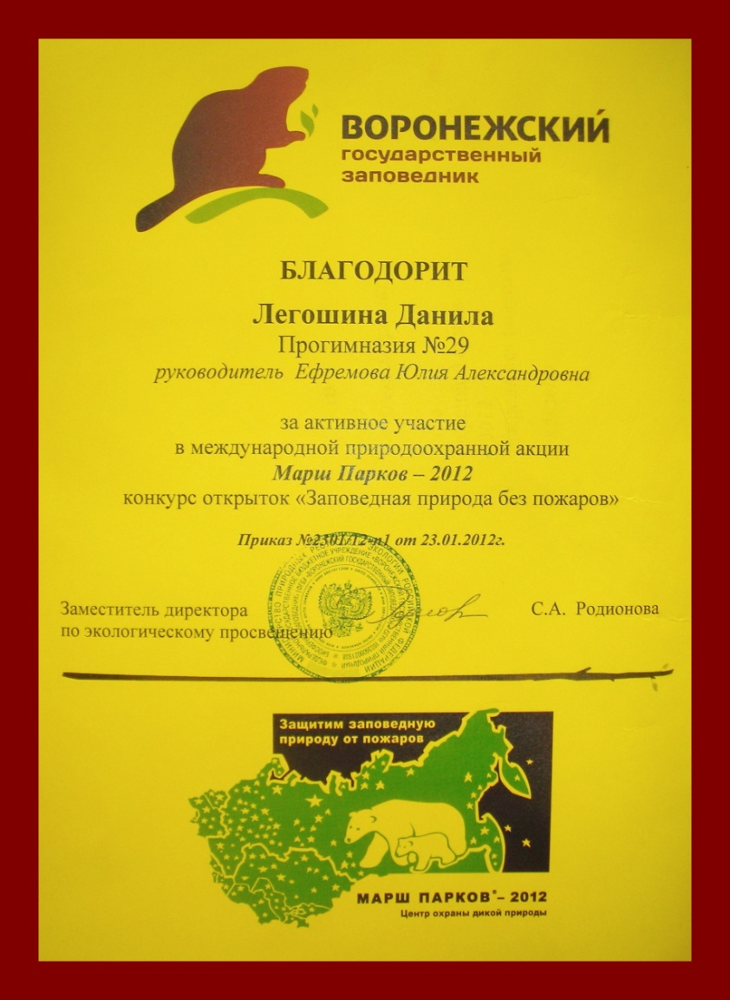 ВОРОНЕЖСКИЙ
государственный
заповедник
БЛАГОДОРИТ
Легошина Данила
Прогимназия №29
руководитель Ефремова Юлия Александровна
за активное участие
в международной природоохранной акции
Марш Парков – 2012
конкурс открыток «Заповедная природа без пожаров»
Приказ №2301/12-п1 от 23.01.2012г.
Заместитель директора
по экологическому просвещению
С.А. Родионова
Защитим заповедную
природу от пожаров
МАРШ ПАРКОВ® – 2012
Центр охраны дикой природы